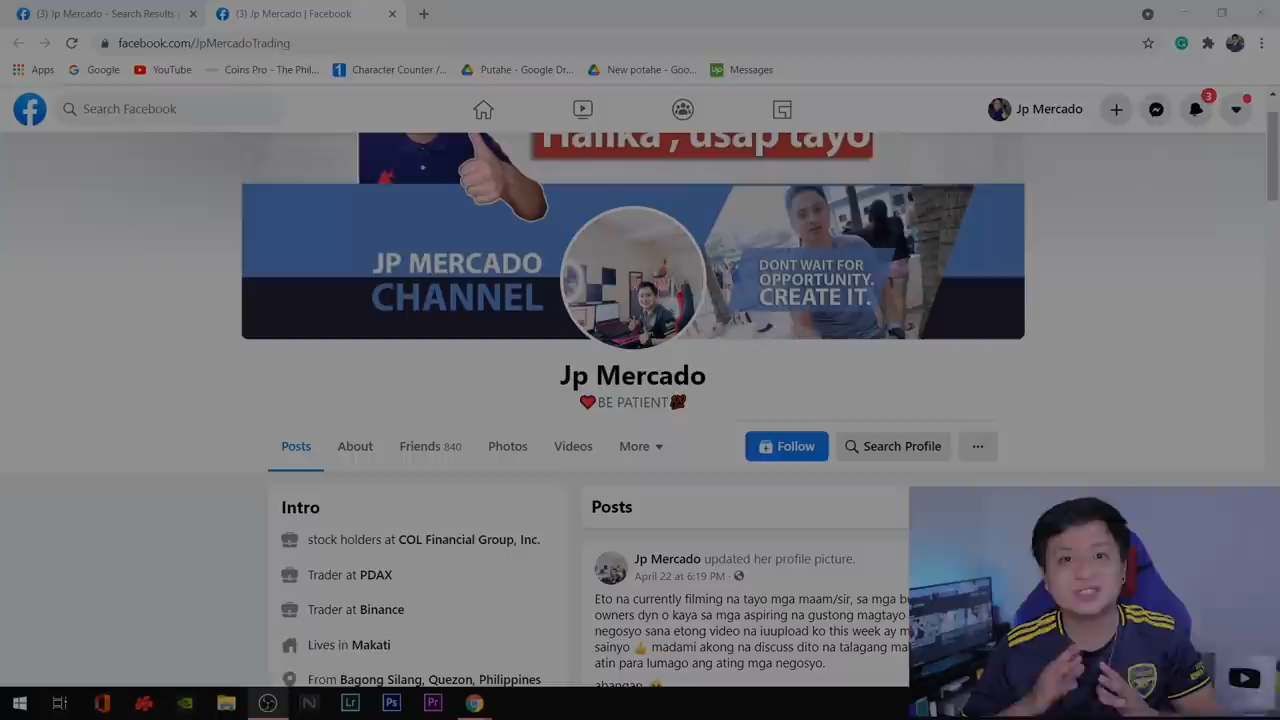 (3) Jp Mercado - Search Results |
(3) Jp Mercado | Facebook
facebook.com/JpMercadoTrading
Apps
Google
YouTube
Coins Pro - The Phil...
Character Counter /...
Putahe - Google Dr...
New potahe - Goo...
Messages
Search Facebook
Jp Mercado
3
Halika , usap tayo
JP MERCADO
CHANNEL
DONT WAIT FOR
OPPORTUNITY.
CREATE IT.
Jp Mercado
❤️BE PATIENT💯
Posts
About
Friends 840
Photos
Videos
More
Follow
Search Profile
Intro
stock holders at COL Financial Group, Inc.
Trader at PDAX
Trader at Binance
Lives in Makati
From Bagong Silang, Quezon, Philippines
Posts
Jp Mercado updated her profile picture.
April 22 at 6:19 PM ·
Eto na currently filming na tayo mga maam/sir, sa mga bu
owners dyn o kaya sa mga aspiring na gustong magtayo
negosyo sana etong video na iuupload ko this week ay m
sainyo 👍 madami akong na discuss dito na talagang ma
atin para lumago ang ating mga negosyo.
abangan
Lr
Ps
Pr